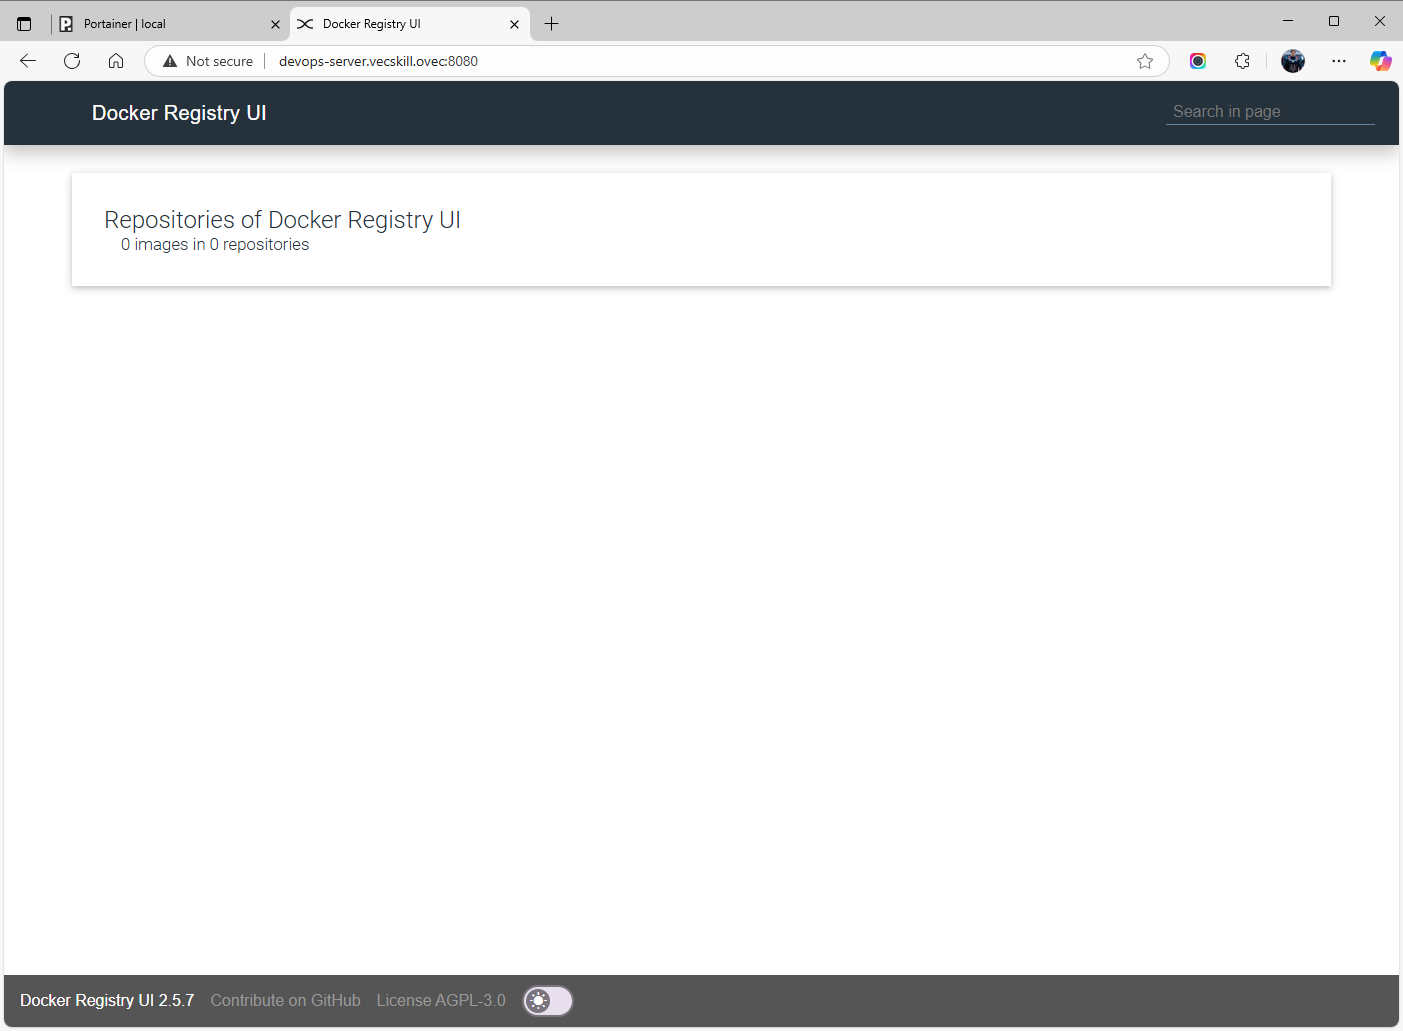 Portainer | local
Docker Registry UI
Not secure
devops-server.vecskill.ovec:8080
Docker Registry UI
Search in page
Repositories of Docker Registry UI
0 images in 0 repositories
Docker Registry UI 2.5.7
Contribute on GitHub
License AGPL-3.0